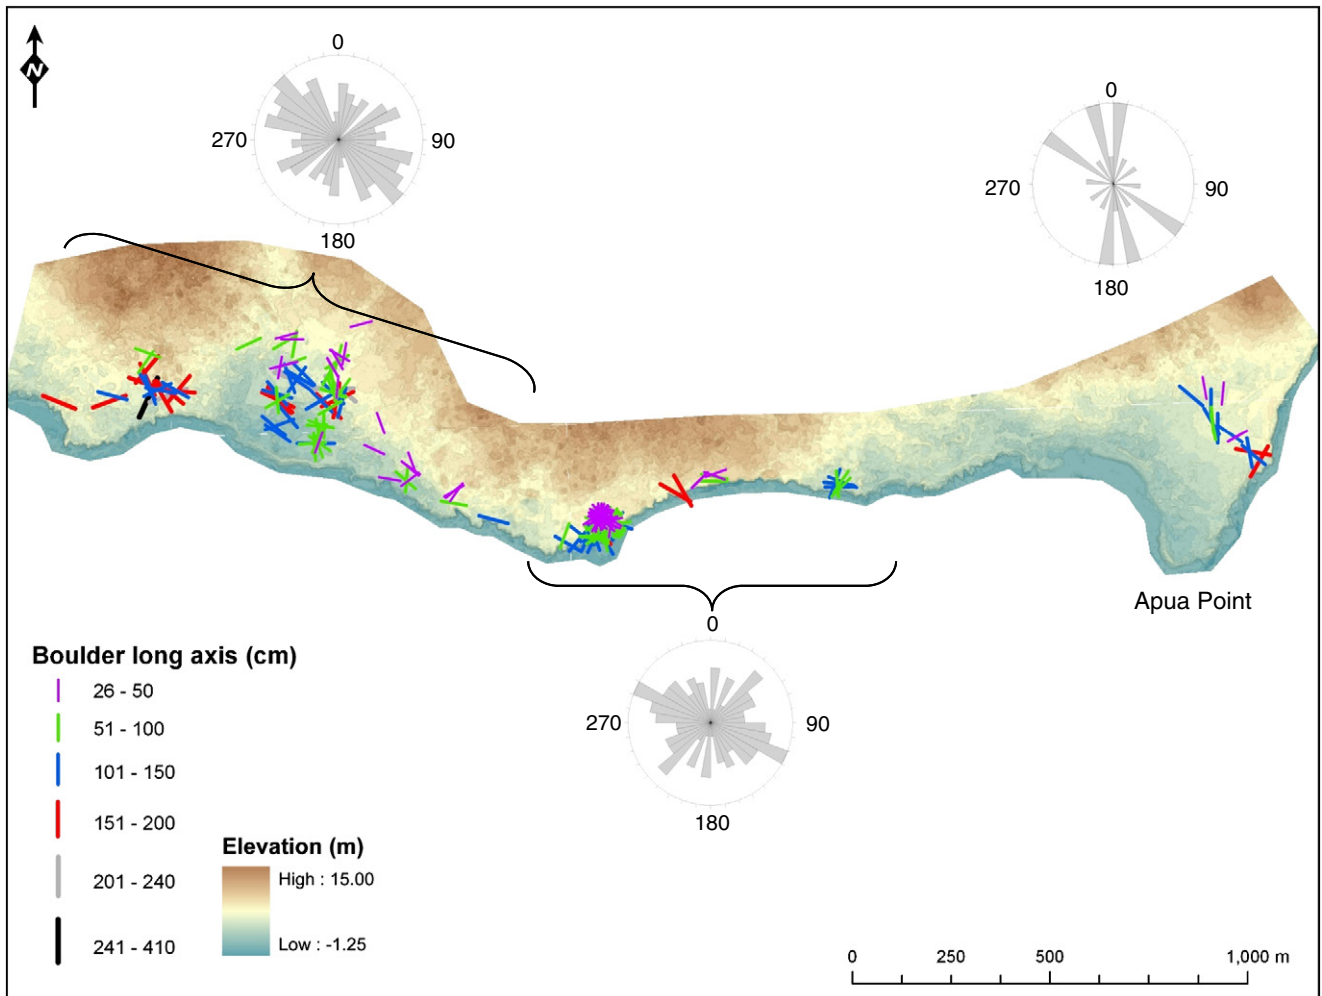 N
0
270
90
180
0
270
90
180
Apua Point
0
270
90
180
Boulder long axis (cm)
26 - 50
51 - 100
101 - 150
151 - 200
201 - 240
241 - 410
Elevation (m)
High : 15.00
Low : -1.25
0 250 500 1,000 m